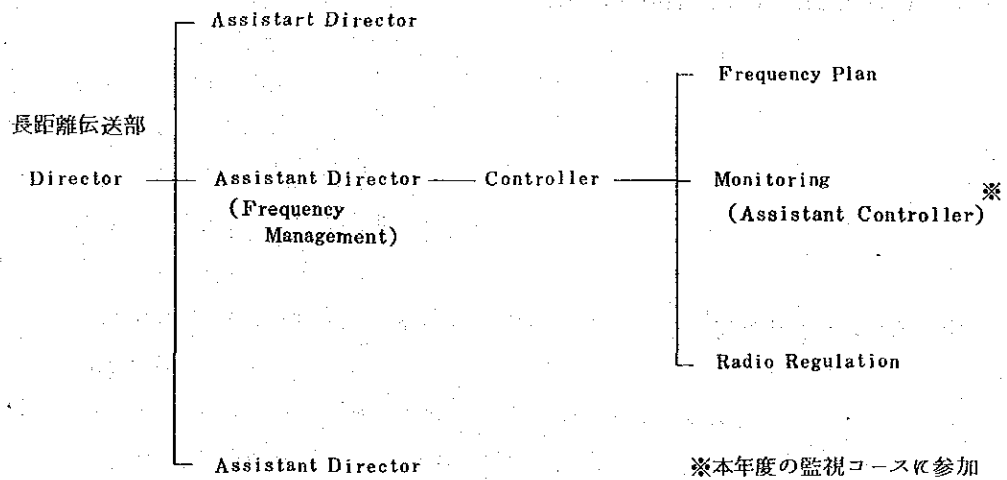 Assistart Director
Frequency Plan
長距離伝送部
Director
Assistant Director
(Frequency
Management)
Controller
Monitoring
(Assistant Controller)※
Radio Regulation
Assistant Director
※本年度の監視コースに参加